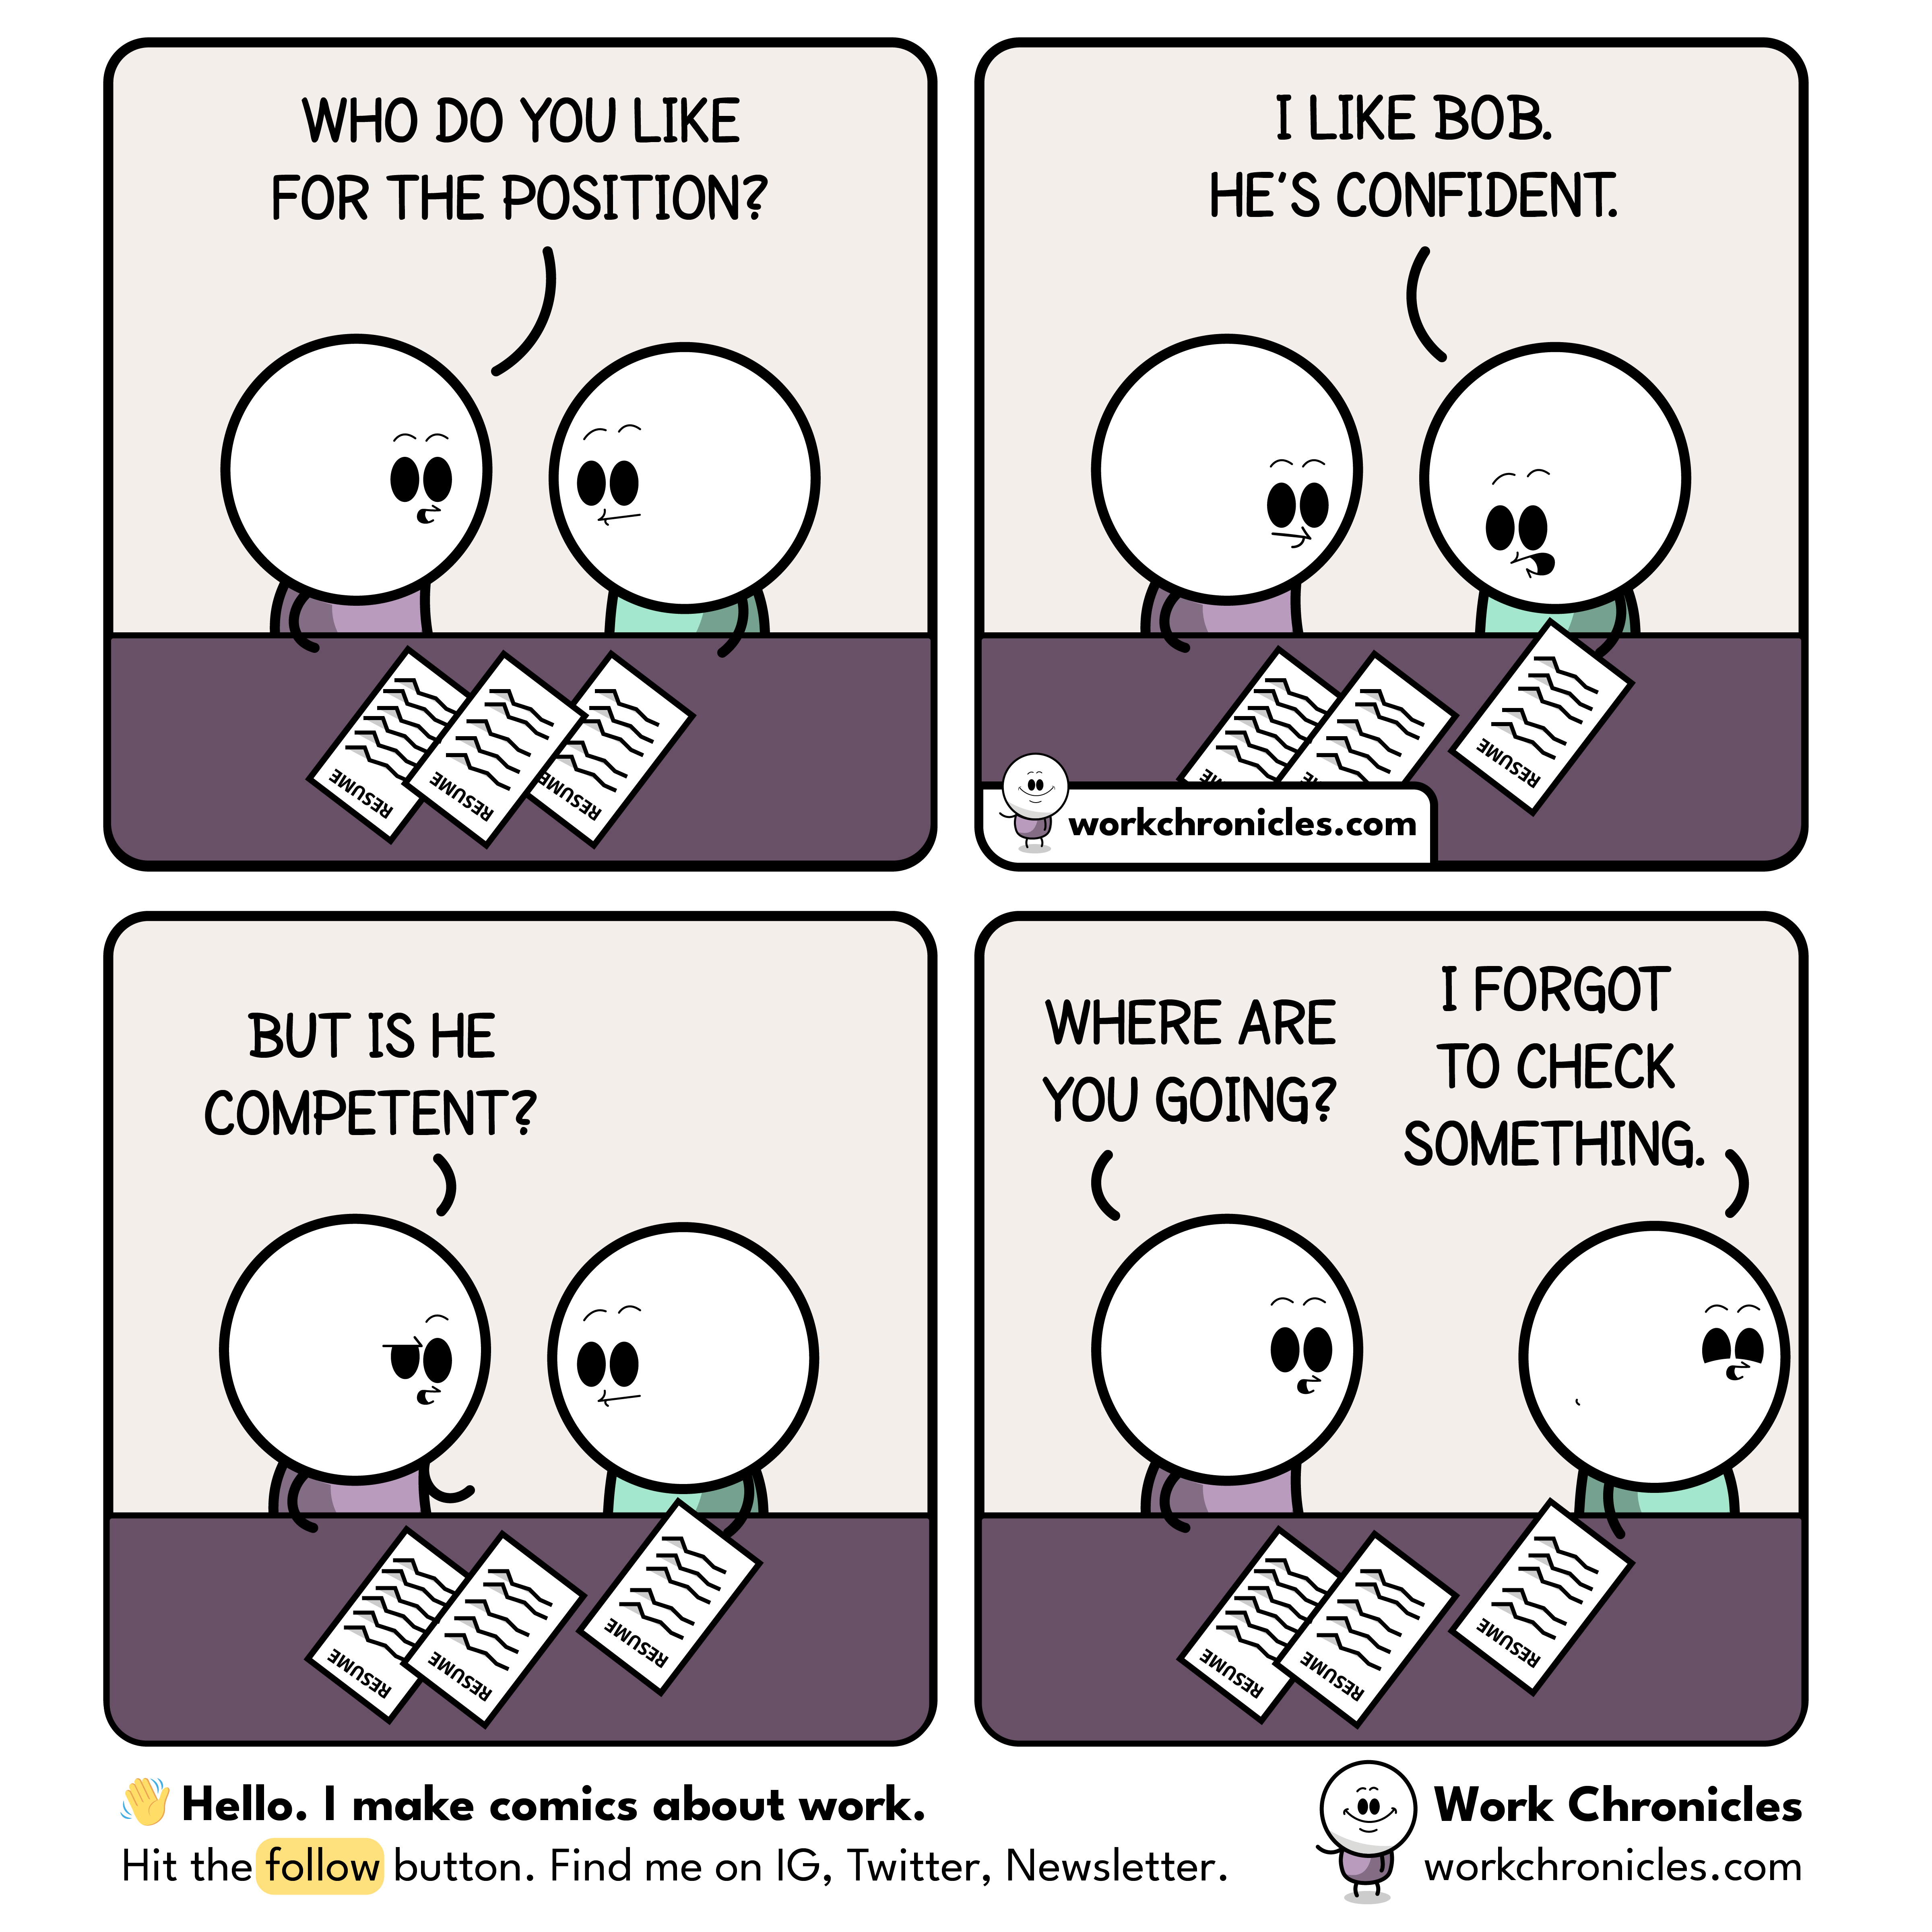 WHO DO YOU LIKE
FOR THE POSITION?
RESUME
RESUME
RESUME
I LIKE BOB.
HE'S CONFIDENT.
RESUME
workchronicles.com
BUT IS HE
COMPETENT?
RESUME
RESUME
RESUME
WHERE ARE
YOU GOING?
I FORGOT
TO CHECK
SOMETHING.
RESUME
RESUME
RESUME
👋 Hello. I make comics about work.
Hit the follow button. Find me on IG, Twitter, Newsletter.
Work Chronicles
workchronicles.com